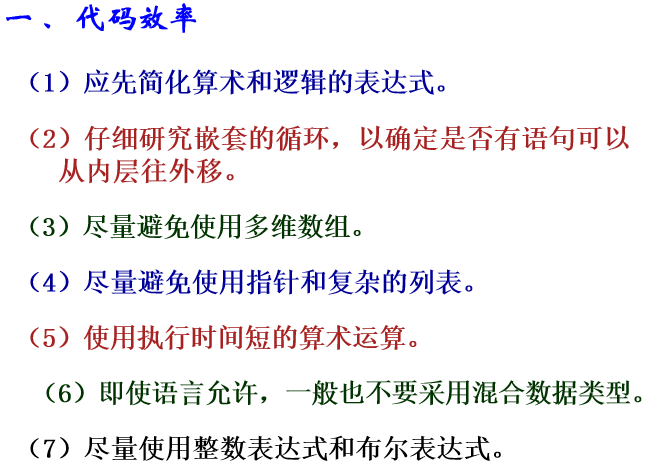 一、代码效率
（1）应先简化算术和逻辑的表达式。
（2）仔细研究嵌套的循环，以确定是否有语句可以
从内层往外移。
（3）尽量避免使用多维数组。
（4）尽量避免使用指针和复杂的列表。
（5）使用执行时间短的算术运算。
（6）即使语言允许，一般也不要采用混合数据类型。
（7）尽量使用整数表达式和布尔表达式。